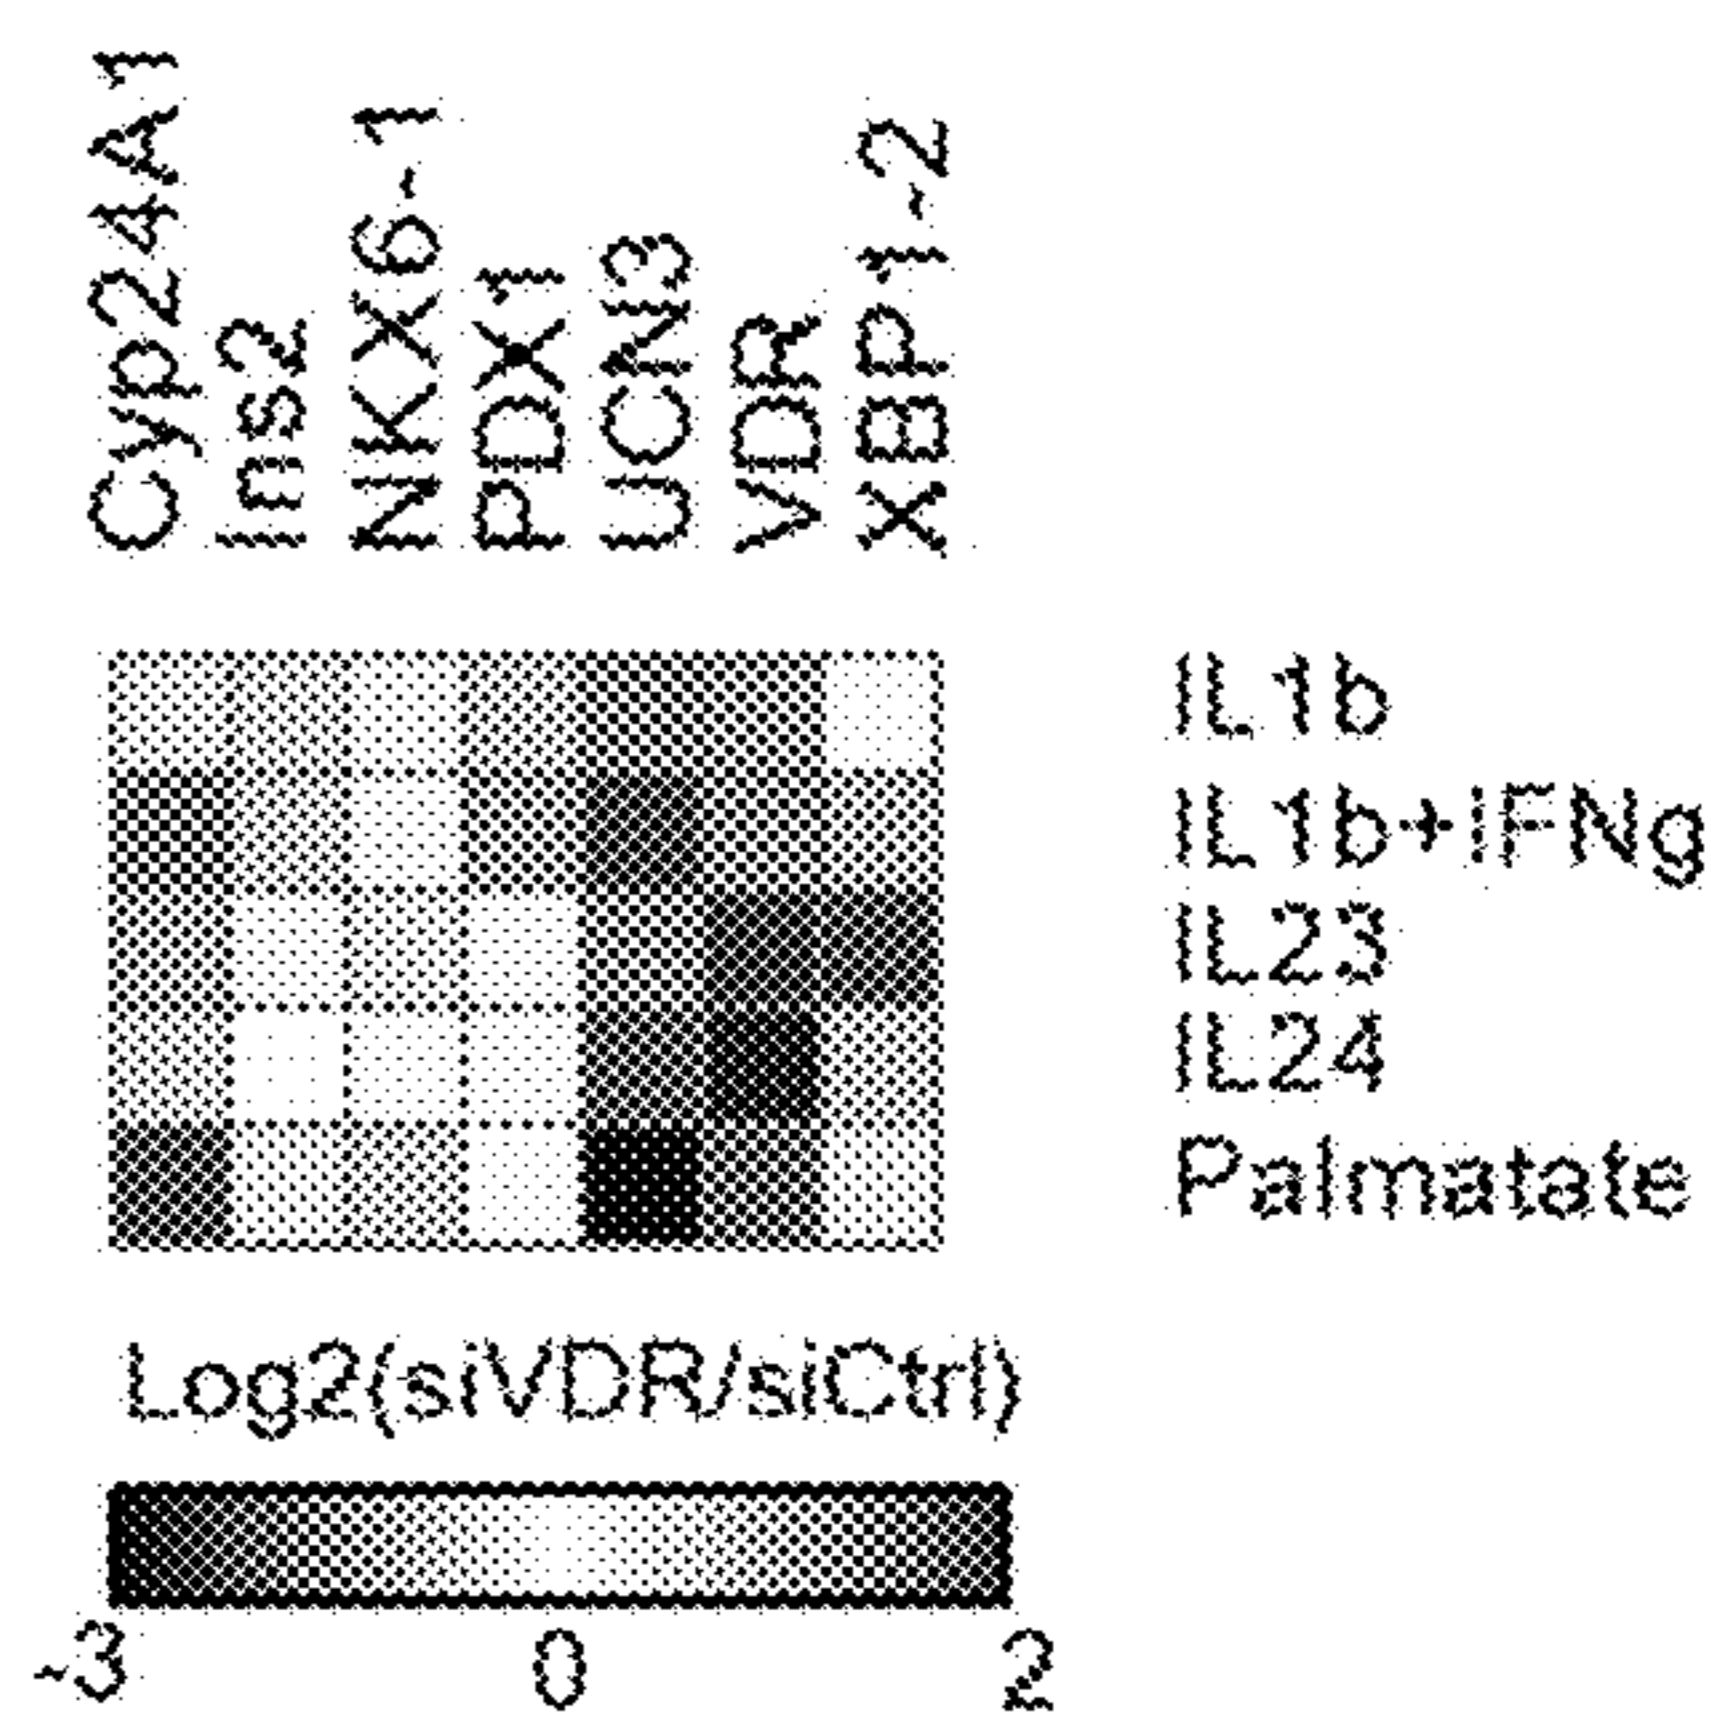 Cyp24A1
Ins2
NKX6-1
PDX1
UCN3
VDR
XBP1-2
IL1b
IL1b+IFNg
IL23
IL24
Palmatate
Log2(siVDR/siCtrl)
-3 0 2